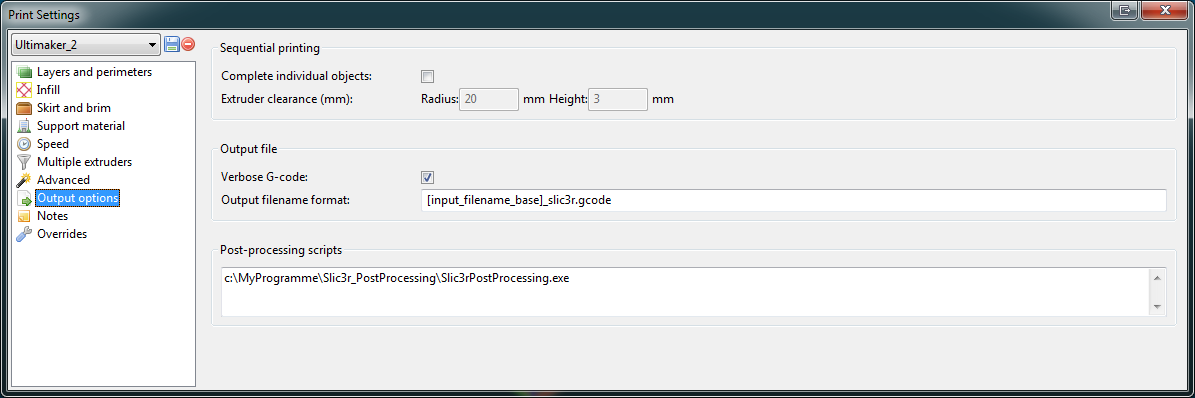 Print Settings
Ultimaker_2
Layers and perimeters
Infill
Skirt and brim
Support material
Speed
Multiple extruders
Advanced
Output options
Notes
Overrides
Sequential printing
Complete individual objects:
Extruder clearance (mm): Radius: 20 mm Height: 3 mm
Output file
Verbose G-code:
Output filename format: [input_filename_base]_slic3r.gcode
Post-processing scripts
c:\MyProgramme\Slic3r_PostProcessing\Slic3rPostProcessing.exe